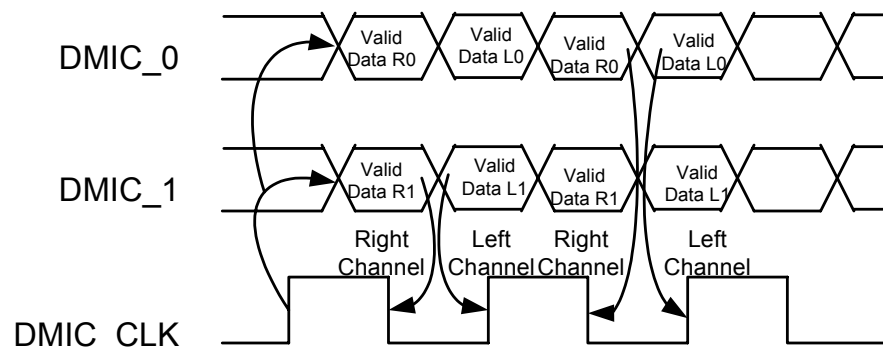 DMIC_0
Valid
Data R0
Valid
Data L0
Valid
Data R0
Valid
Data L0
DMIC_1
Valid
Data R1
Valid
Data L1
Valid
Data R1
Valid
Data L1
Right
Channel
Left
Channel
Right
Channel
Left
Channel
DMIC_CLK